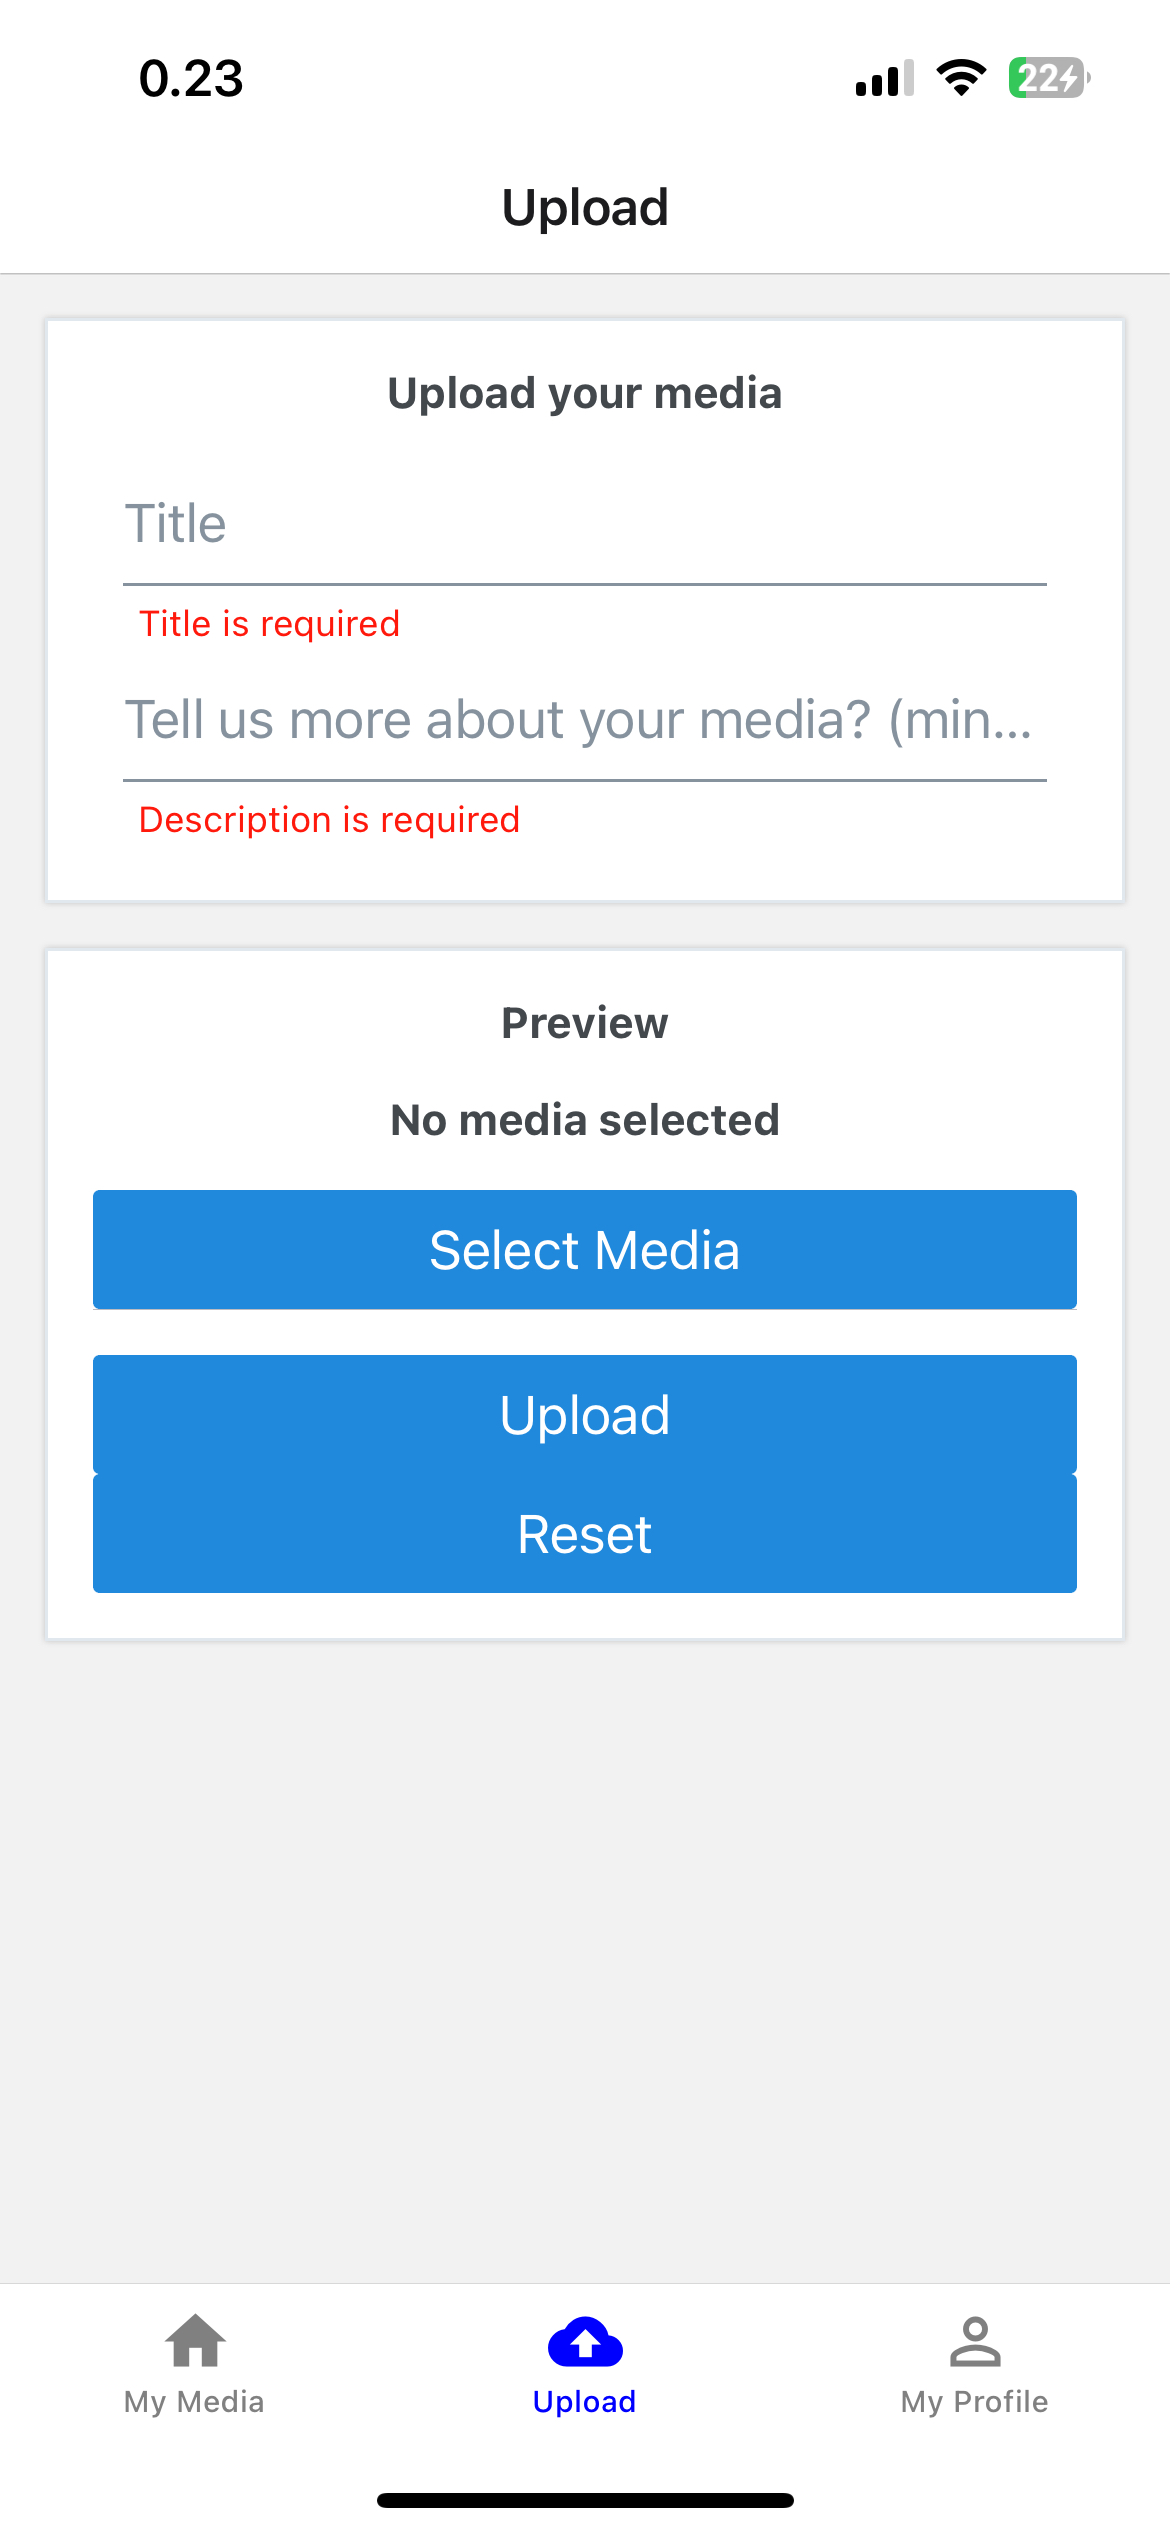 0.23
22
Upload
Upload your media
Title
Title is required
Tell us more about your media? (min...
Description is required
Preview
No media selected
Select Media
Upload
Reset
My Media
Upload
My Profile